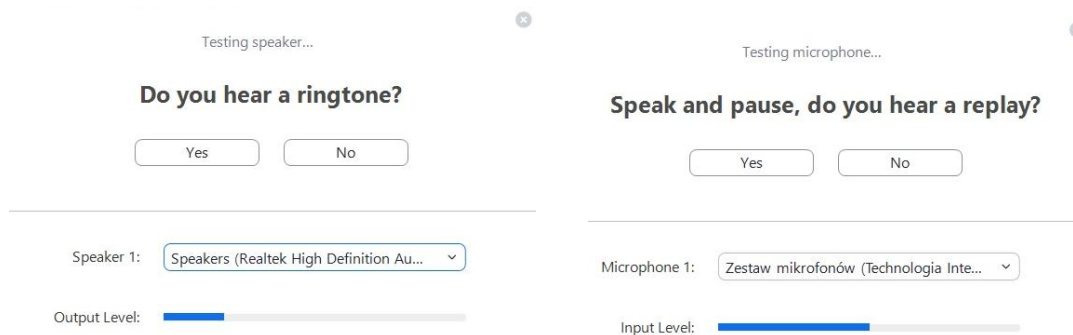 Testing speaker...
Do you hear a ringtone?
Yes
No
Speaker 1:
Speakers (Realtek High Definition Au...
Output Level:
Testing microphone...
Speak and pause, do you hear a replay?
Yes
No
Microphone 1:
Zestaw mikrofonów (Technologia Inte...
Input Level: